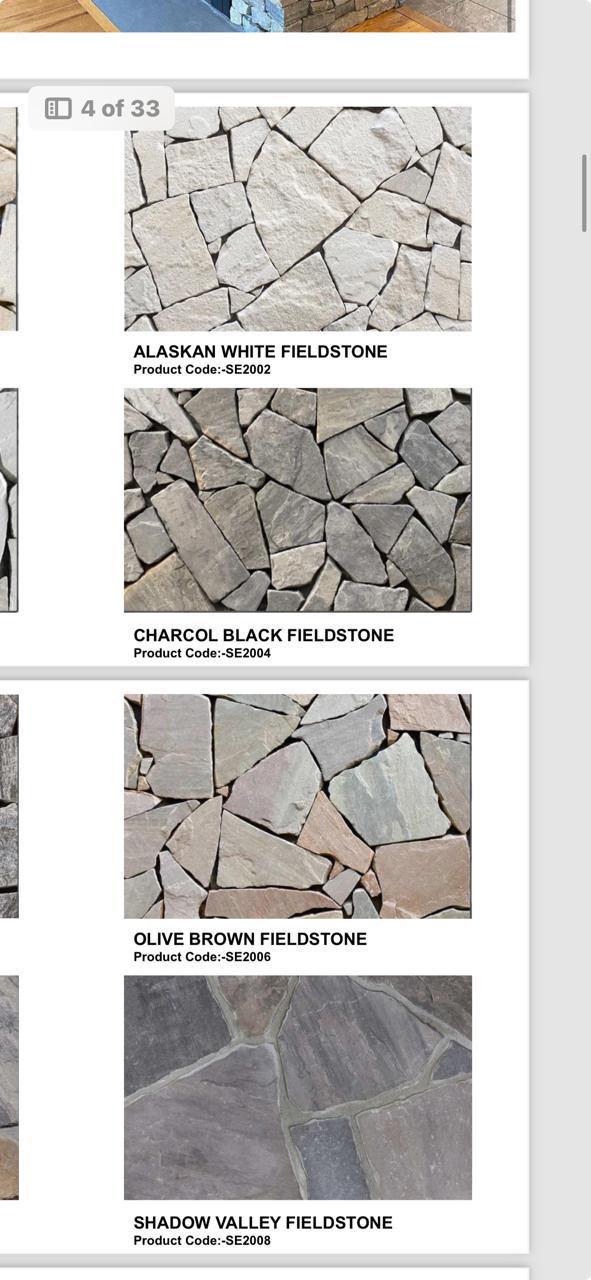 4 of 33
ALASKAN WHITE FIELDSTONE
Product Code:-SE2002
CHARCOL BLACK FIELDSTONE
Product Code:-SE2004
OLIVE BROWN FIELDSTONE
Product Code:-SE2006
SHADOW VALLEY FIELDSTONE
Product Code:-SE2008